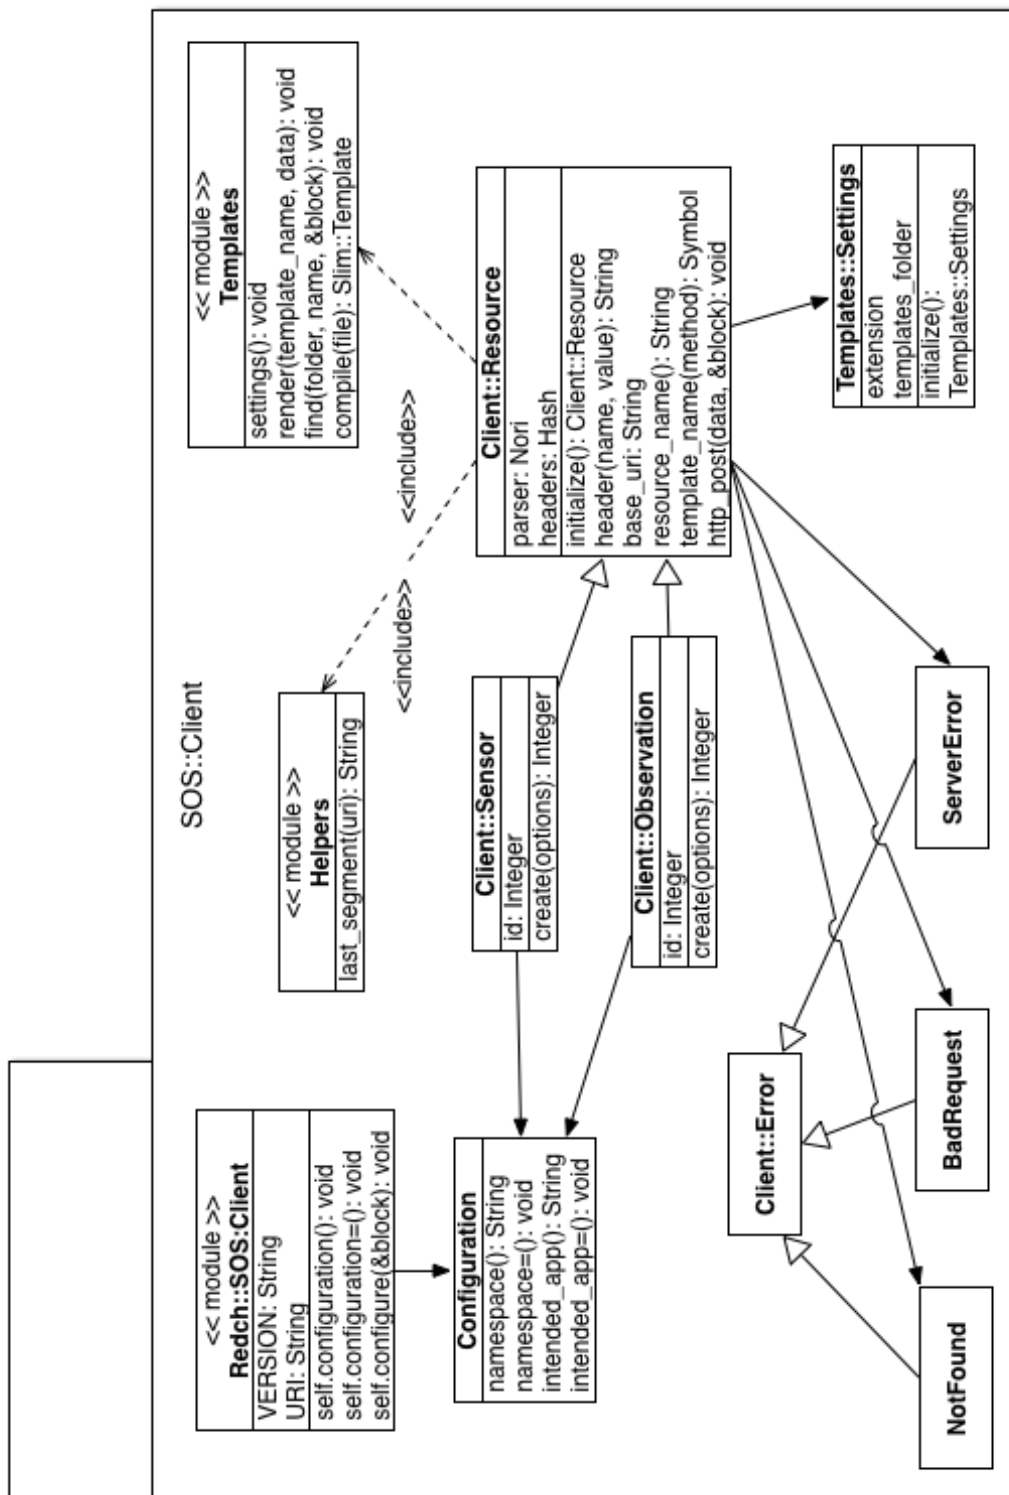 SOS::Client
<< module >>
Redch::SOS:Client
VERSION: String
URI: String
self.configuration(): void
self.configuration=(): void
self.configure(&block): void
<< module >>
Helpers
last_segment(uri): String
<< module >>
Templates
settings(): void
render(template_name, data): void
find(folder, name, &block): void
compile(file): Slim::Template
<<include>>
<<include>>
Configuration
namespace(): String
namespace=(): void
intended_app(): String
intended_app=(): void
Client::Sensor
id: Integer
create(options): Integer
Client::Observation
id: Integer
create(options): Integer
Client::Resource
parser: Nori
headers: Hash
initialize(): Client::Resource
header(name, value): String
base_uri: String
resource_name(): String
template_name(method): Symbol
http_post(data, &block): void
Client::Error
Templates::Settings
extension
templates_folder
initialize():
Templates::Settings
NotFound
BadRequest
ServerError